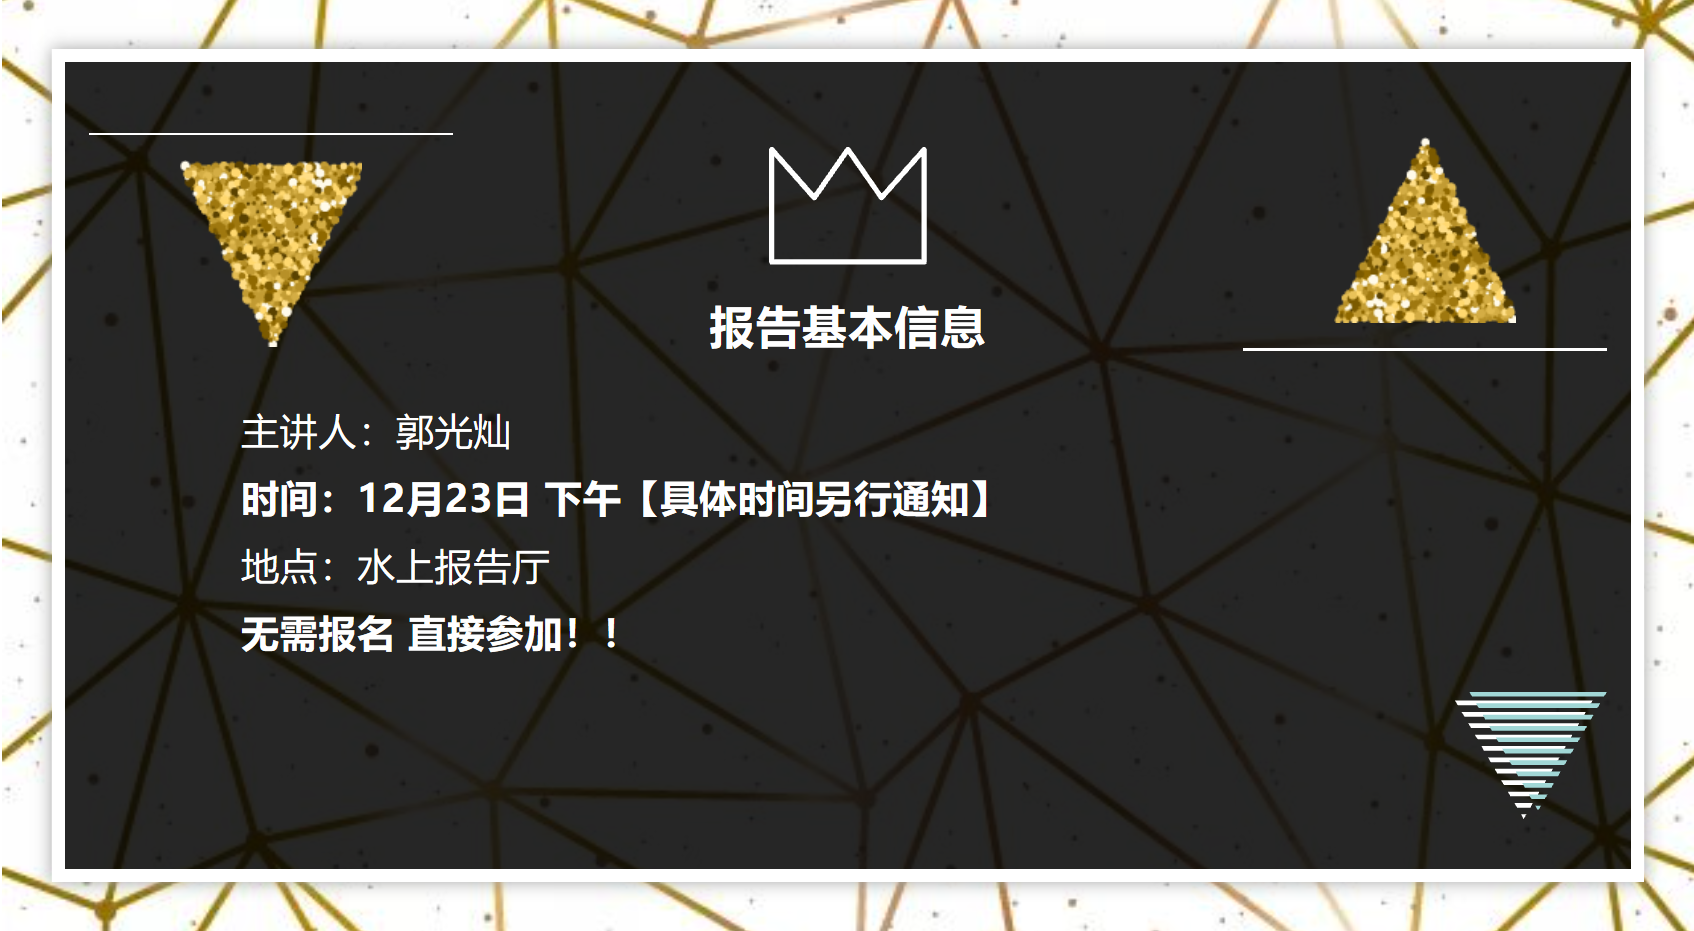 报告基本信息
主讲人：郭光灿
时间：12月23日 下午【具体时间另行通知】
地点：水上报告厅
无需报名 直接参加！！